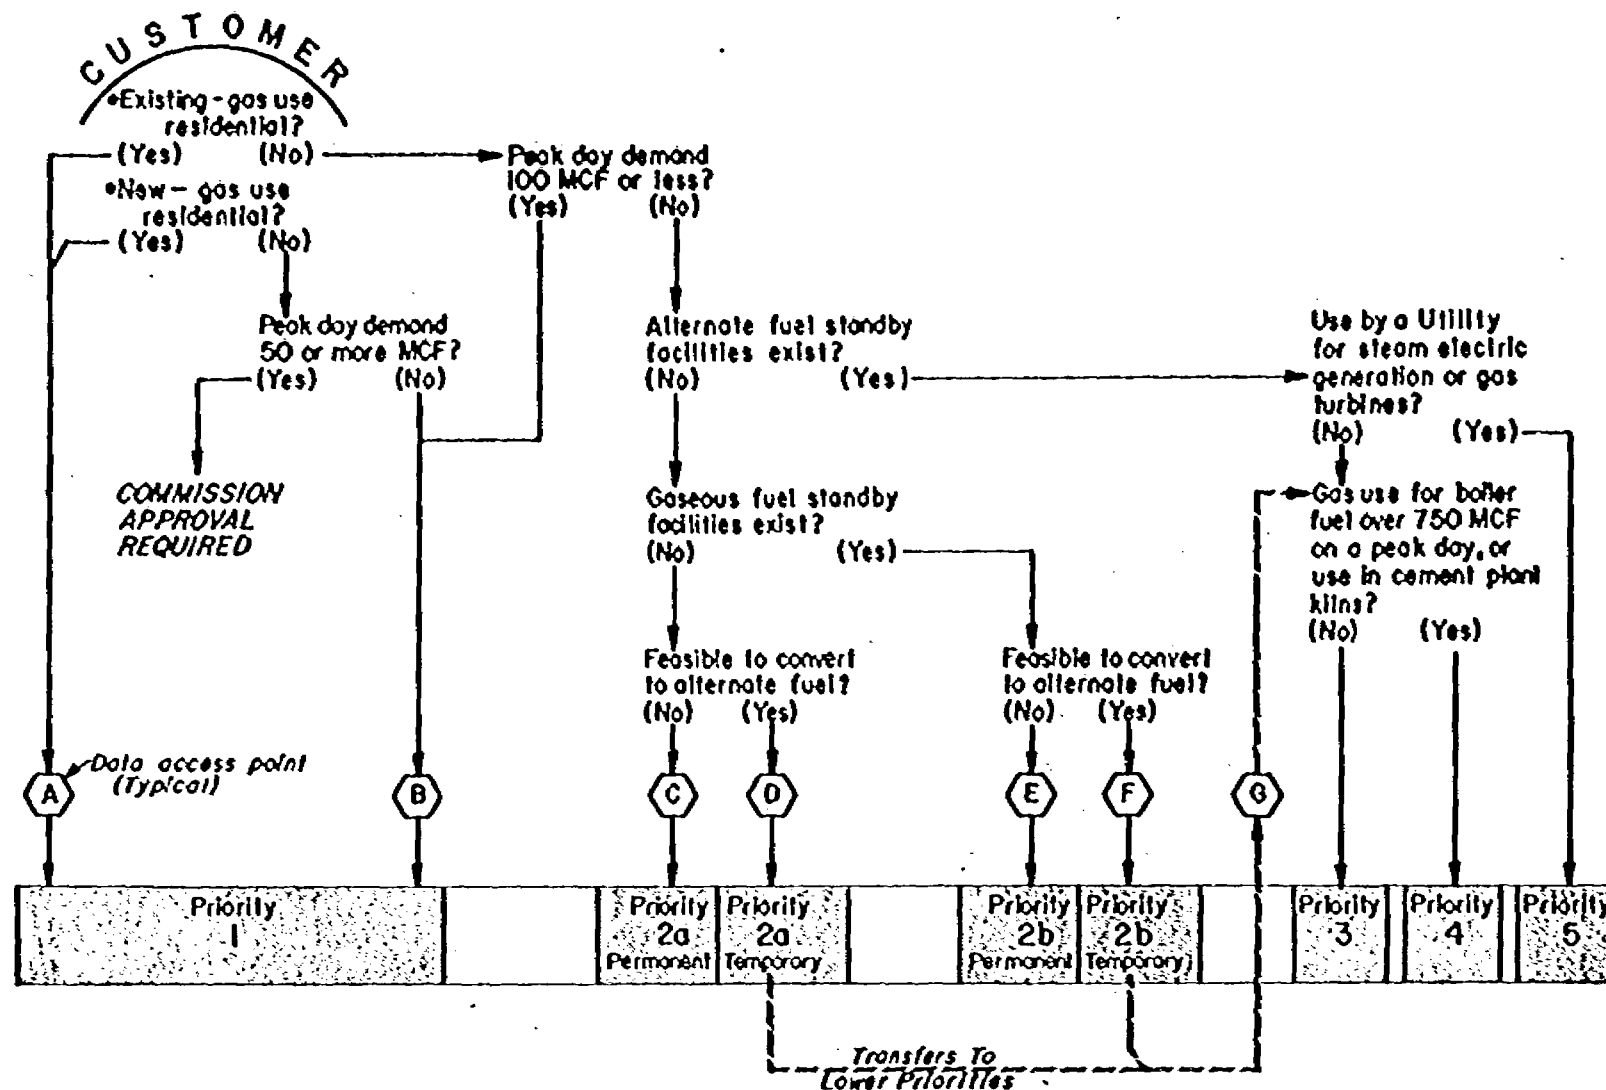 CUSTOMER
•Existing-gas use
residential?
(Yes) (No)
•New- gas use
residential?
(Yes) (No)
Peak day demand
50 or more MCF?
(Yes) (No)
COMMISSION
APPROVAL
REQUIRED
Peak day demand
100 MCF or less?
(Yes) (No)
Alternate fuel standby
facilities exist?
(No) (Yes)
Gaseous fuel standby
facilities exist?
(No) (Yes)
Feasible to convert
to alternate fuel?
(No) (Yes)
Feasible to convert
to alternate fuel?
(No) (Yes)
Use by a Utility
for steam electric
generation or gas
turbines?
(No) (Yes)
Gas use for boiler
fuel over 750 MCF
on a peak day, or
use in cement plant
kilns?
(No) (Yes)
Data access point
(Typical)
A B C D E F G
Priority
1
Priority
2a
Permanent
Priority
2a
Temporary
Priority
2b
Permanent
Priority
2b
Temporary
Priority
3
Priority
4
Priority
5
Transfers To
Lower Priorities